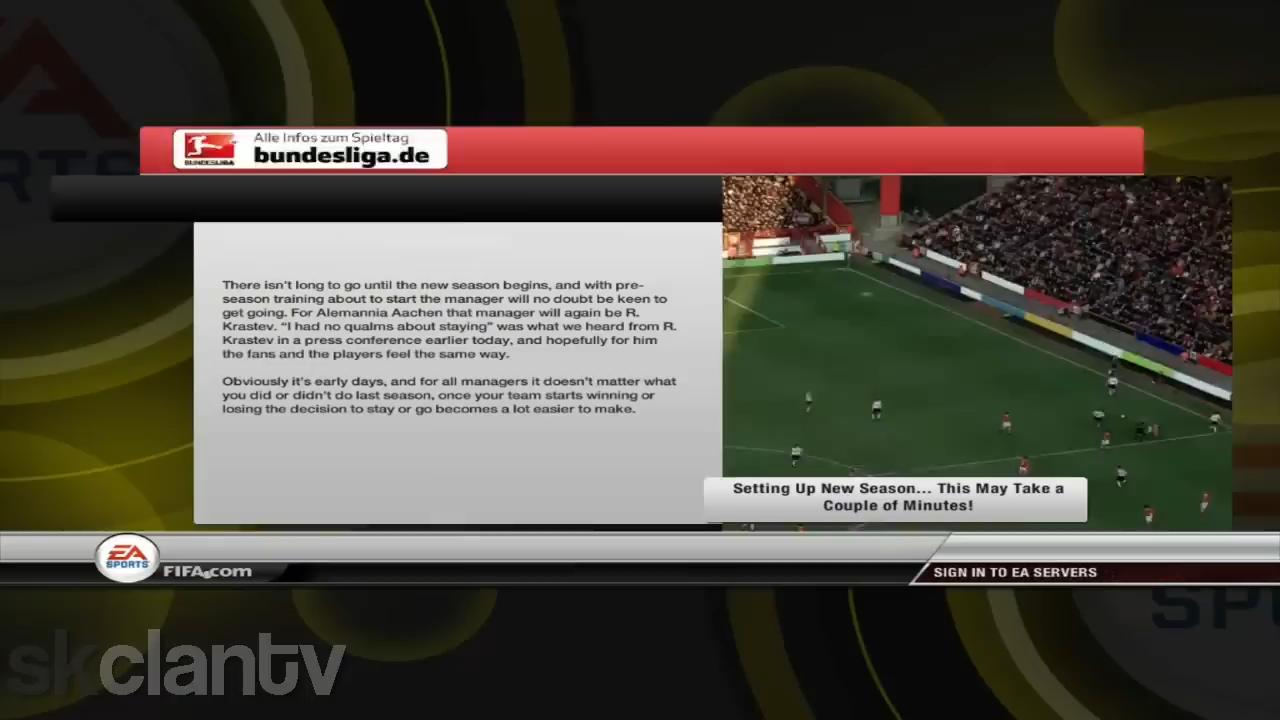 Alle Infos zum Spieltag
BUNDESLIGA
bundesliga.de
There isn't long to go until the new season begins, and with pre-
season training about to start the manager will no doubt be keen to
get going. For Alemannia Aachen that manager will again be R.
Krastev. “I had no qualms about staying” was what we heard from R.
Krastev in a press conference earlier today, and hopefully for him
the fans and the players feel the same way.
Obviously it's early days, and for all managers it doesn't matter what
you did or didn't do last season, once your team starts winning or
losing the decision to stay or go becomes a lot easier to make.
Setting Up New Season... This May Take a
Couple of Minutes!
EA
SPORTS
FIFA.com
SIGN IN TO EA SERVERS
skclantv